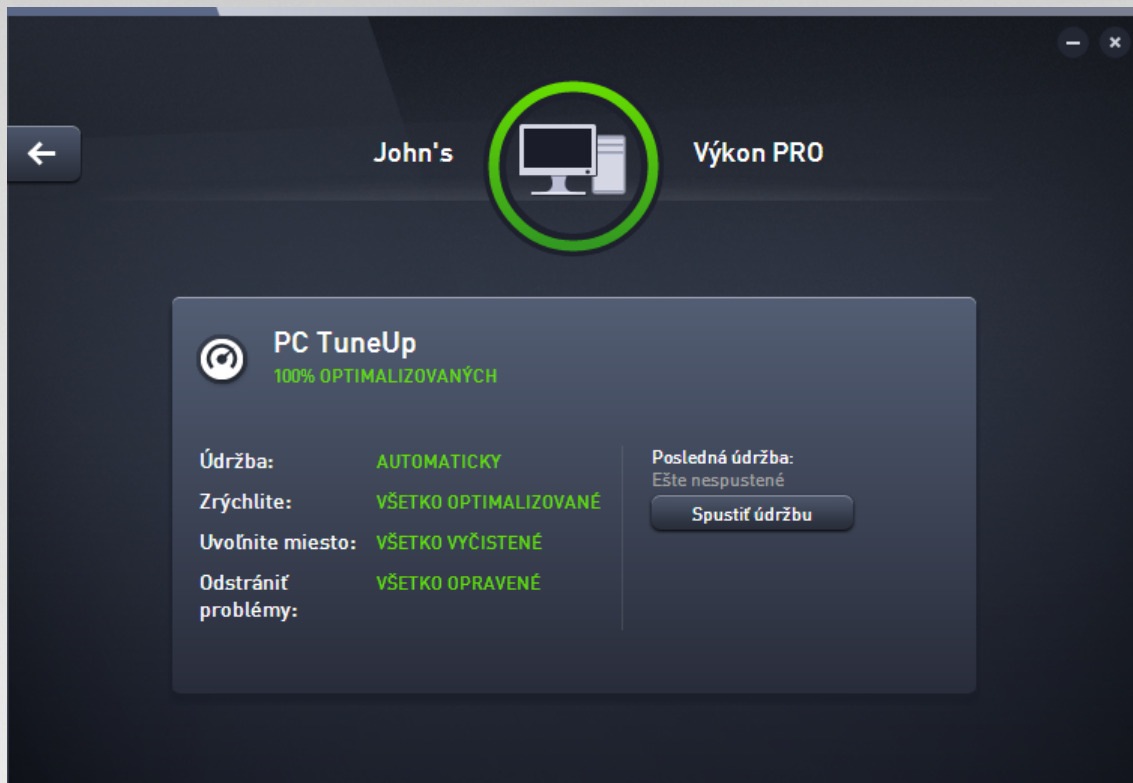 John's
Výkon PRO
PC TuneUp
100% OPTIMALIZOVANÝCH
Údržba: AUTOMATICKY
Zrýchlite: VŠETKO OPTIMALIZOVANÉ
Uvoľnite miesto: VŠETKO VYČISTENÉ
Odstrániť VŠETKO OPRAVENÉ
problémy:
Posledná údržba:
Ešte nespustené
Spustiť údržbu